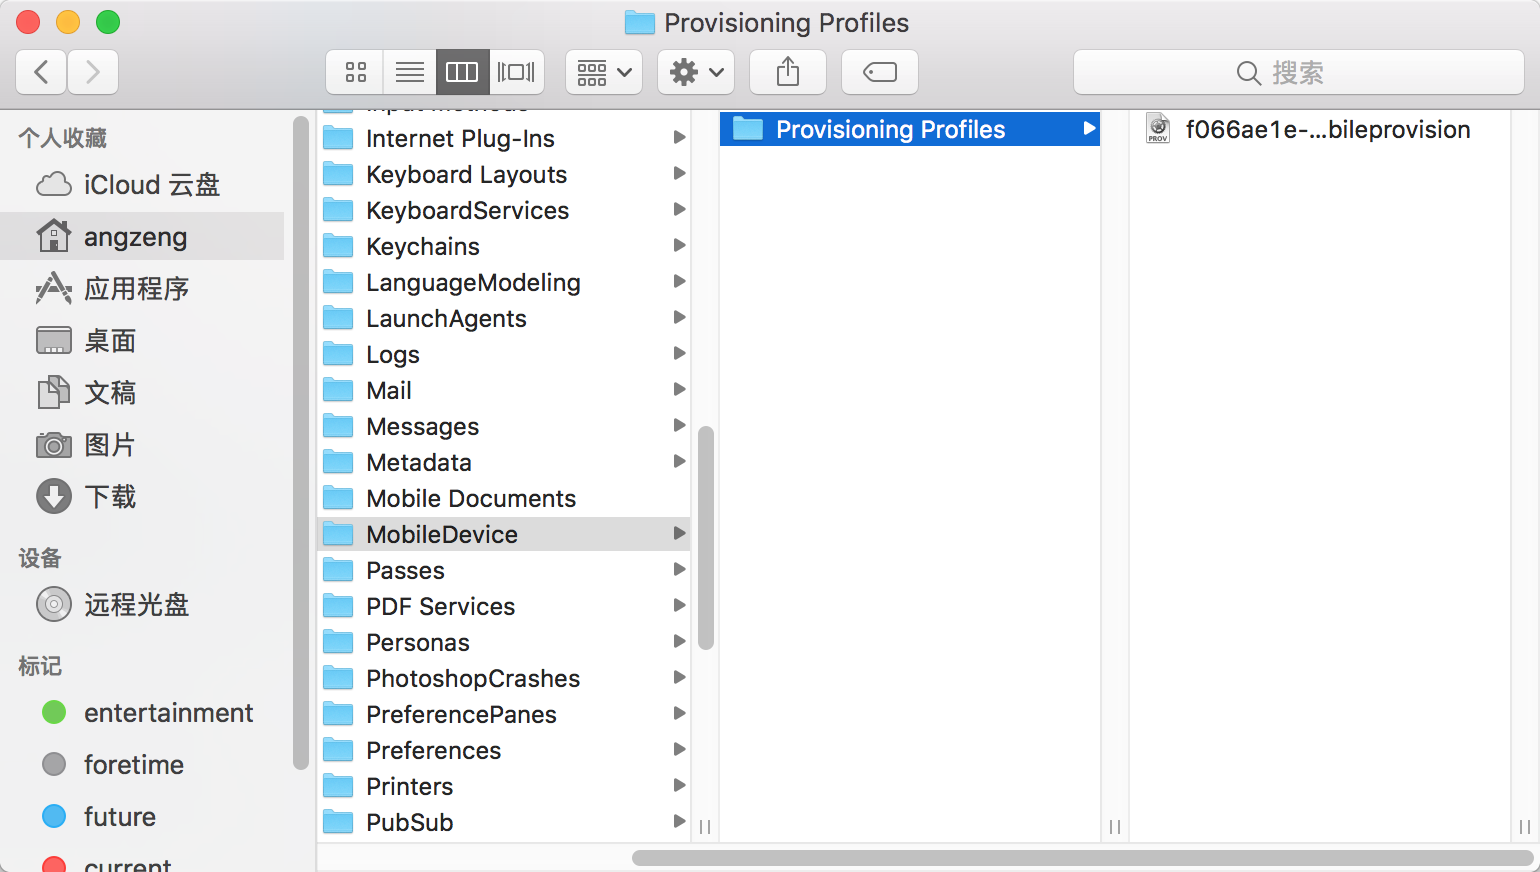 Provisioning Profiles
搜索
个人收藏
iCloud 云盘
angzeng
应用程序
桌面
文稿
图片
下载
设备
远程光盘
标记
entertainment
foretime
future
current
Input Methods
Internet Plug-Ins
Keyboard Layouts
KeyboardServices
Keychains
LanguageModeling
LaunchAgents
Logs
Mail
Messages
Metadata
Mobile Documents
MobileDevice
Passes
PDF Services
Personas
PhotoshopCrashes
PreferencePanes
Preferences
Printers
PubSub
Provisioning Profiles
PROV
f066ae1e-...bileprovision